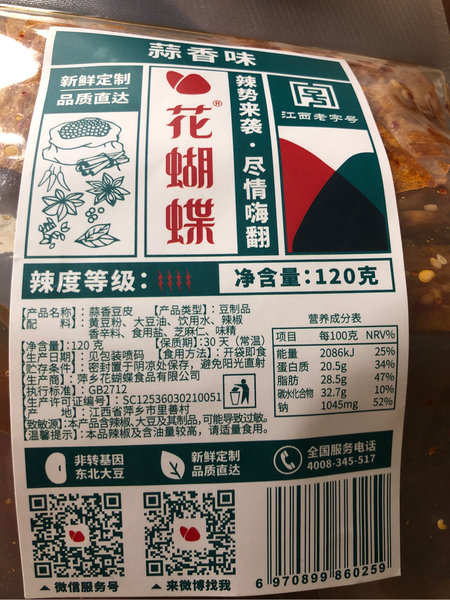 蒜香味
新鲜定制
品质直达
花蝴蝶®
辣势来袭·尽情嗨翻
江西老字号
辣度等级：
净含量:120克
【产品名称】：蒜香豆皮 【产品类型】：豆制品
【配 料】：黄豆粉、大豆油、饮用水、辣椒
香辛料、食用盐、芝麻仁、味精
【净含量】：120 克 【保质期】：30 天（常温）
【生产日期】：见包装喷码 【食用方法】：开袋即食
【贮存条件】：密封置于阴凉处保存，避免阳光直射
【生产商】：萍乡花蝴蝶食品有限公司
【执行标准】：GB2712
【生产许可证编号】：SC12536030210051
【产 地】：江西省萍乡市里善村
【致敏源】：本产品含辣椒、大豆及其制品，可能导致过敏。
【温馨提示】：本品辣椒及含油量较高，请适量食用。
营养成分表
项目 每100克 NRV%
能量 2086kJ 25%
蛋白质 20.5g 34%
脂肪 28.5g 47%
碳水化合物 32.7g 10%
钠 1045mg 52%
非转基因
东北大豆
新鲜定制
品质直达
全国服务电话
4008-345-517
微信服务号
来微博找我
6 970899 860259